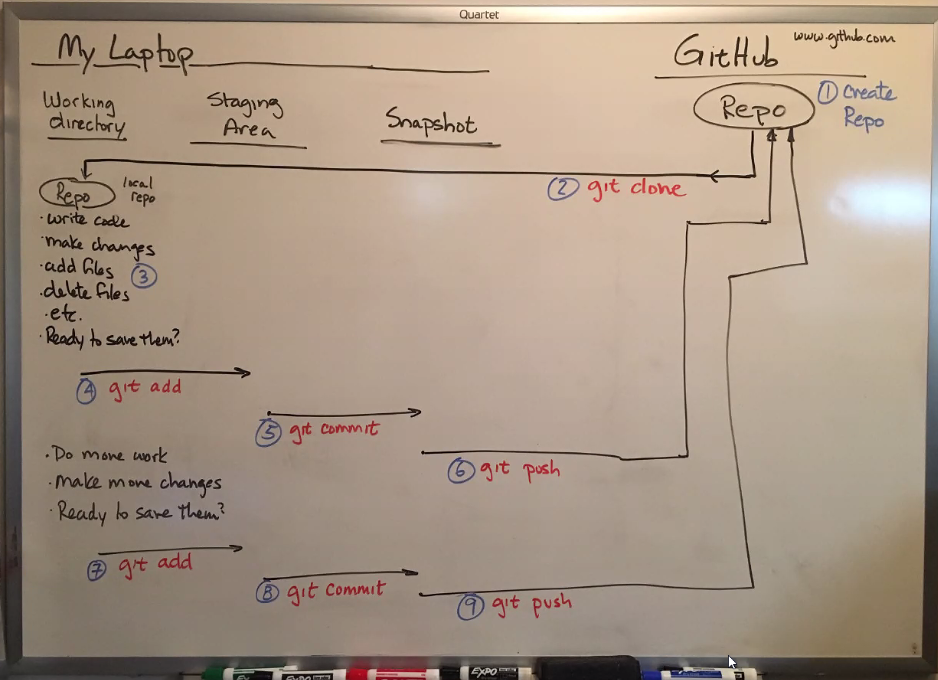 Quartet
My Laptop
GitHub
www.github.com
Working
directory
Staging
Area
Snapshot
Repo
① Create
Repo
② git clone
Repo
local
repo
· write code
· make changes
· add files
③
· delete files
· etc.
· Ready to save them?
④ git add
⑤ git commit
⑥ git push
· Do more work
· Make more changes
· Ready to save them?
⑦ git add
⑧ git commit
⑨ git push
EXPO
EXPO